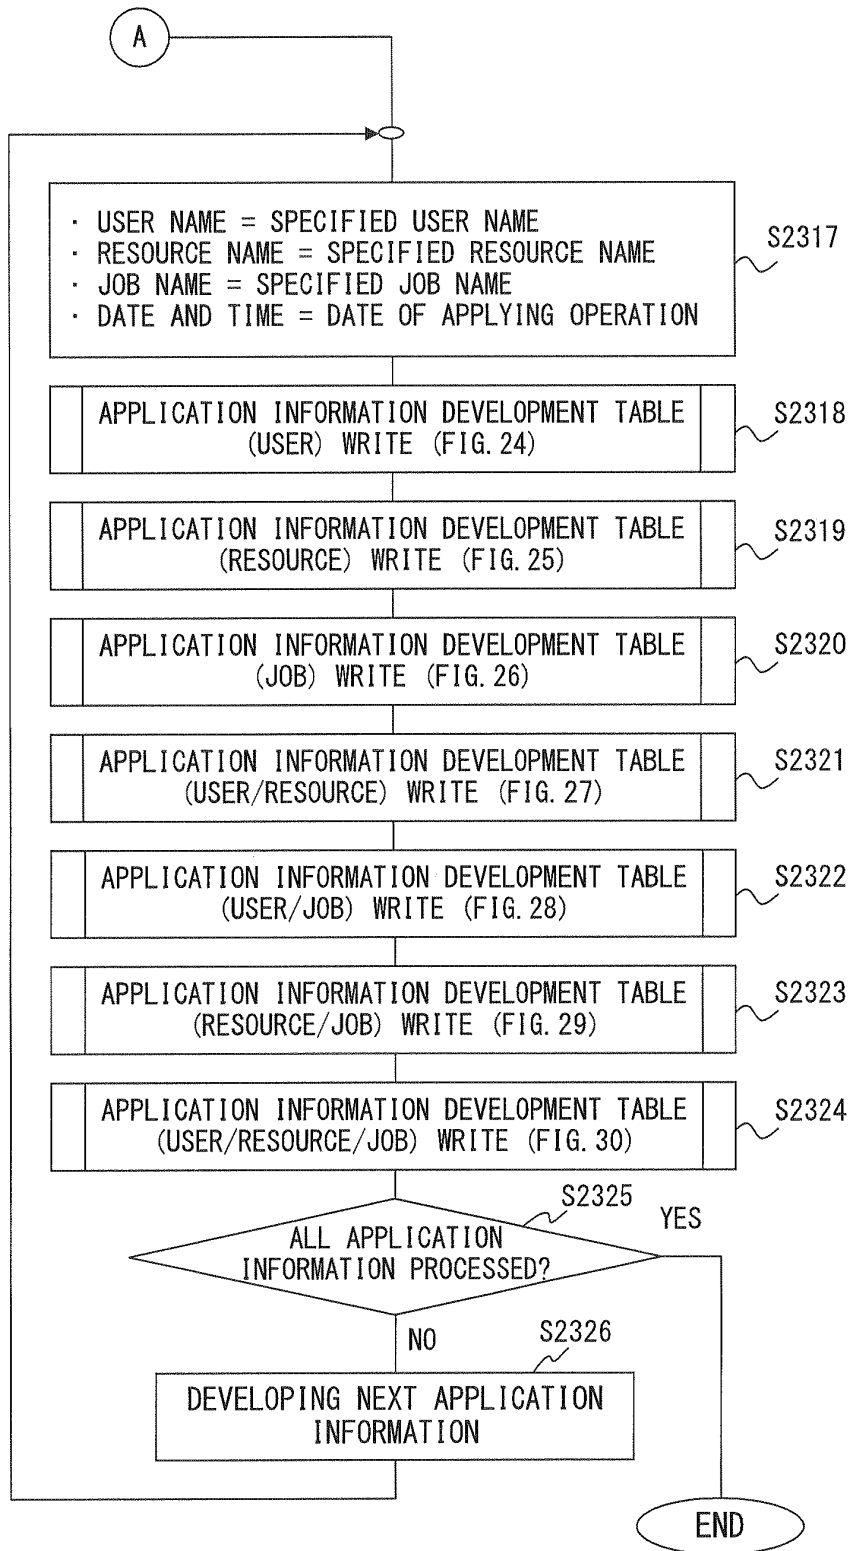 A
· USER NAME = SPECIFIED USER NAME
· RESOURCE NAME = SPECIFIED RESOURCE NAME
· JOB NAME = SPECIFIED JOB NAME
· DATE AND TIME = DATE OF APPLYING OPERATION
S2317
APPLICATION INFORMATION DEVELOPMENT TABLE
(USER) WRITE (FIG. 24)
S2318
APPLICATION INFORMATION DEVELOPMENT TABLE
(RESOURCE) WRITE (FIG. 25)
S2319
APPLICATION INFORMATION DEVELOPMENT TABLE
(JOB) WRITE (FIG. 26)
S2320
APPLICATION INFORMATION DEVELOPMENT TABLE
(USER/RESOURCE) WRITE (FIG. 27)
S2321
APPLICATION INFORMATION DEVELOPMENT TABLE
(USER/JOB) WRITE (FIG. 28)
S2322
APPLICATION INFORMATION DEVELOPMENT TABLE
(RESOURCE/JOB) WRITE (FIG. 29)
S2323
APPLICATION INFORMATION DEVELOPMENT TABLE
(USER/RESOURCE/JOB) WRITE (FIG. 30)
S2324
S2325
YES
ALL APPLICATION
INFORMATION PROCESSED?
NO
S2326
DEVELOPING NEXT APPLICATION
INFORMATION
END